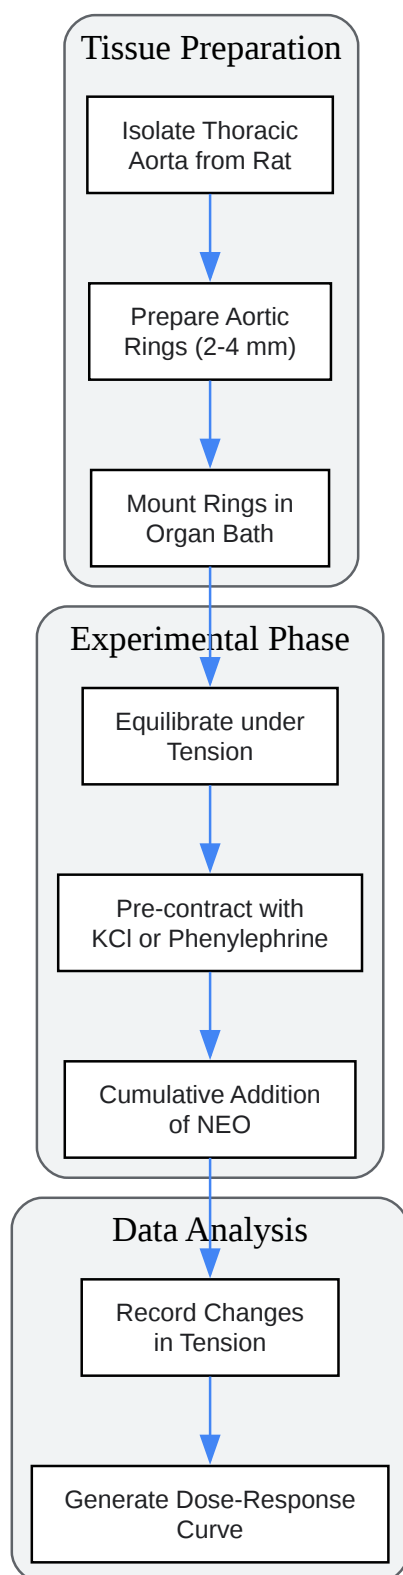 Tissue Preparation
Isolate Thoracic
Aorta from Rat
Prepare Aortic
Rings (2-4 mm)
Mount Rings in
Organ Bath
Experimental Phase
Equilibrate under
Tension
Pre-contract with
KCl or Phenylephrine
Cumulative Addition
of NEO
Data Analysis
Record Changes
in Tension
Generate Dose-Response
Curve